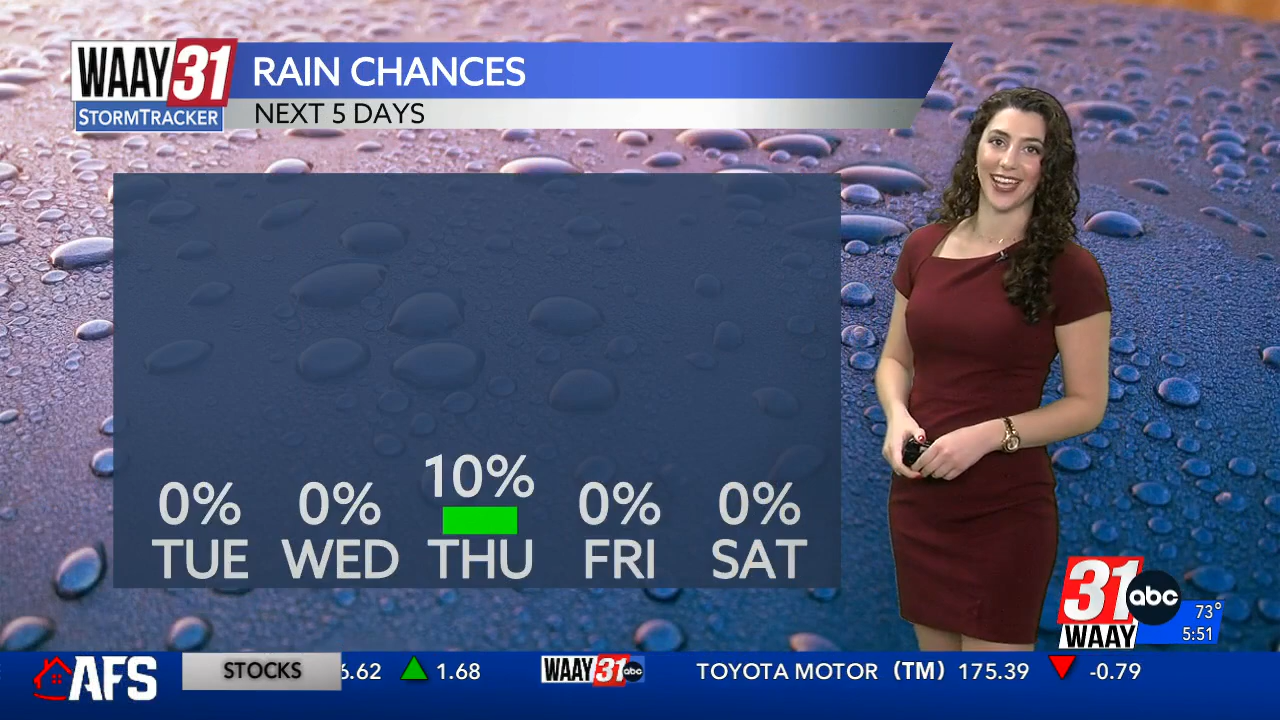 WAAY 31
STORMTRACKER
RAIN CHANCES
NEXT 5 DAYS
0% 0% 10% 0% 0%
TUE WED THU FRI SAT
31 abc
WAAY
73°
5:51
AFS
STOCKS 6.62 1.68 WAAY 31 abc TOYOTA MOTOR (TM) 175.39 -0.79